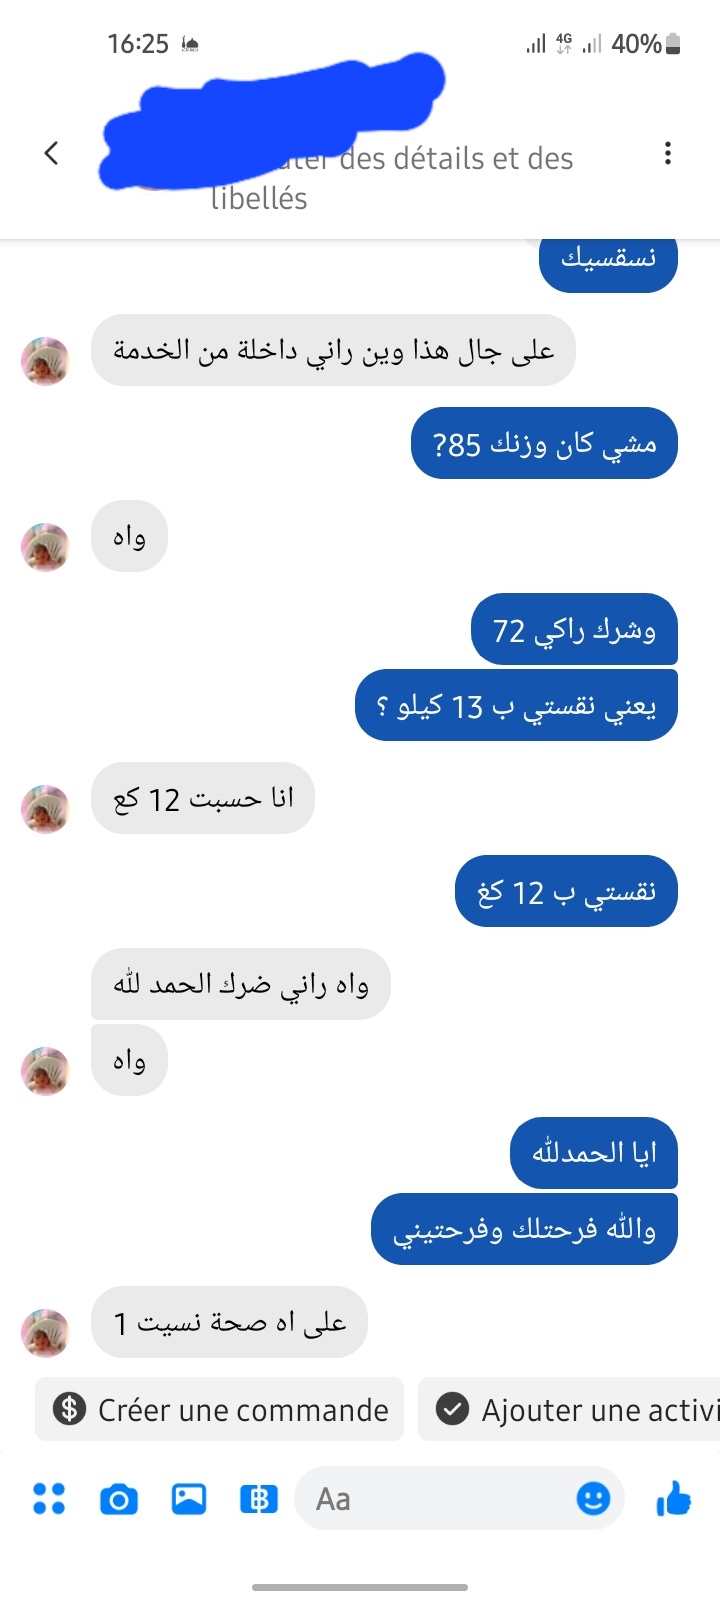 16:25
4G
40%
des détails et des
libellés
نسقسيك
على جال هذا وين راني داخلة من الخدمة
مشي كان وزنك 85?
واه
وشرك راكي 72
يعني نقستي ب 13 كيلو ؟
انا حسبت 12 كع
نقستي ب 12 كغ
واه راني ضرك الحمد لله
واه
ايا الحمدلله
والله فرحتلك وفرحتيني
على اه صحة نسيت 1
Créer une commande
Ajouter une activi
Aa